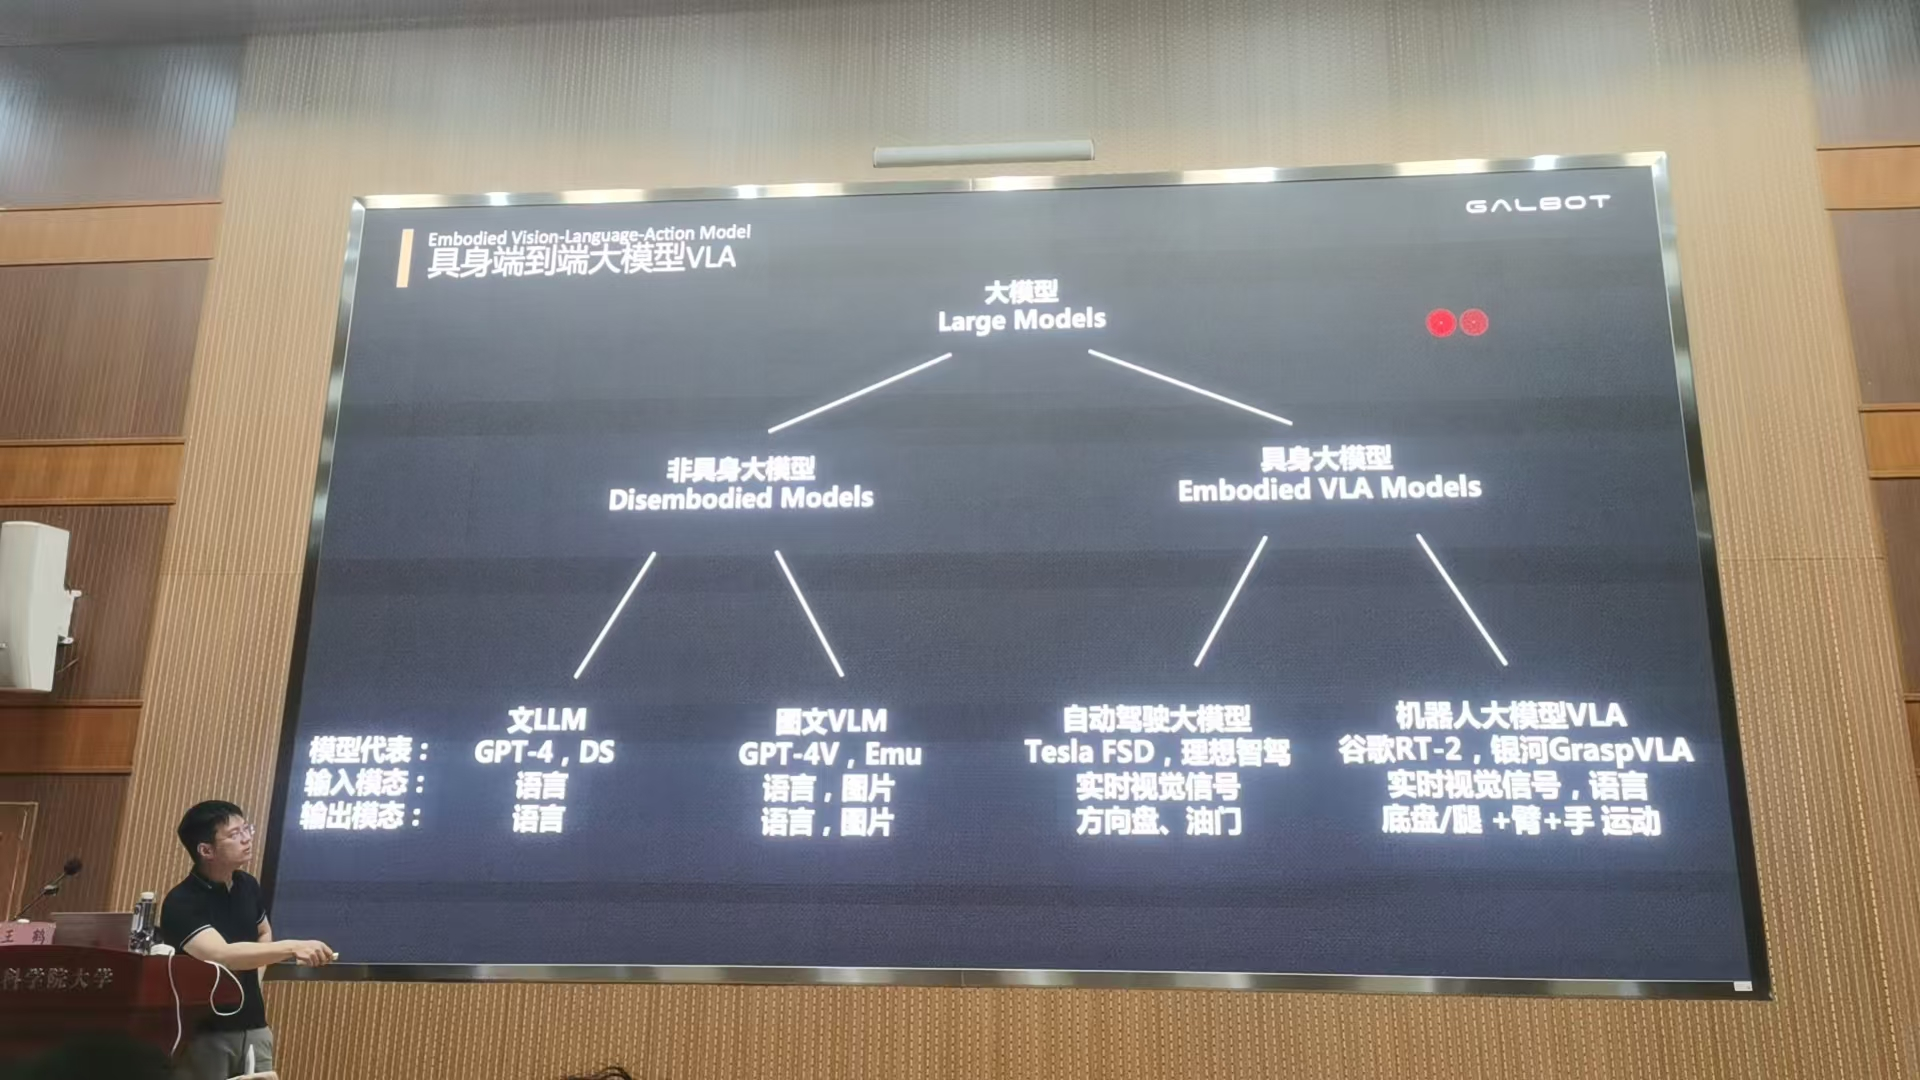 GALBOT
Embodied Vision-Language-Action Model
具身端到端大模型VLA
大模型
Large Models
非具身大模型
Disembodied Models
具身大模型
Embodied VLA Models
文LLM
图文VLM
自动驾驶大模型
机器人大模型VLA
模型代表：
GPT-4，DS
GPT-4V，Emu
Tesla FSD，理想智驾
谷歌RT-2，银河GraspVLA
输入模态：
语言
语言，图片
实时视觉信号
实时视觉信号，语言
输出模态：
语言
语言，图片
方向盘、油门
底盘/腿 +臂+手 运动
王 鹤
科学院大学